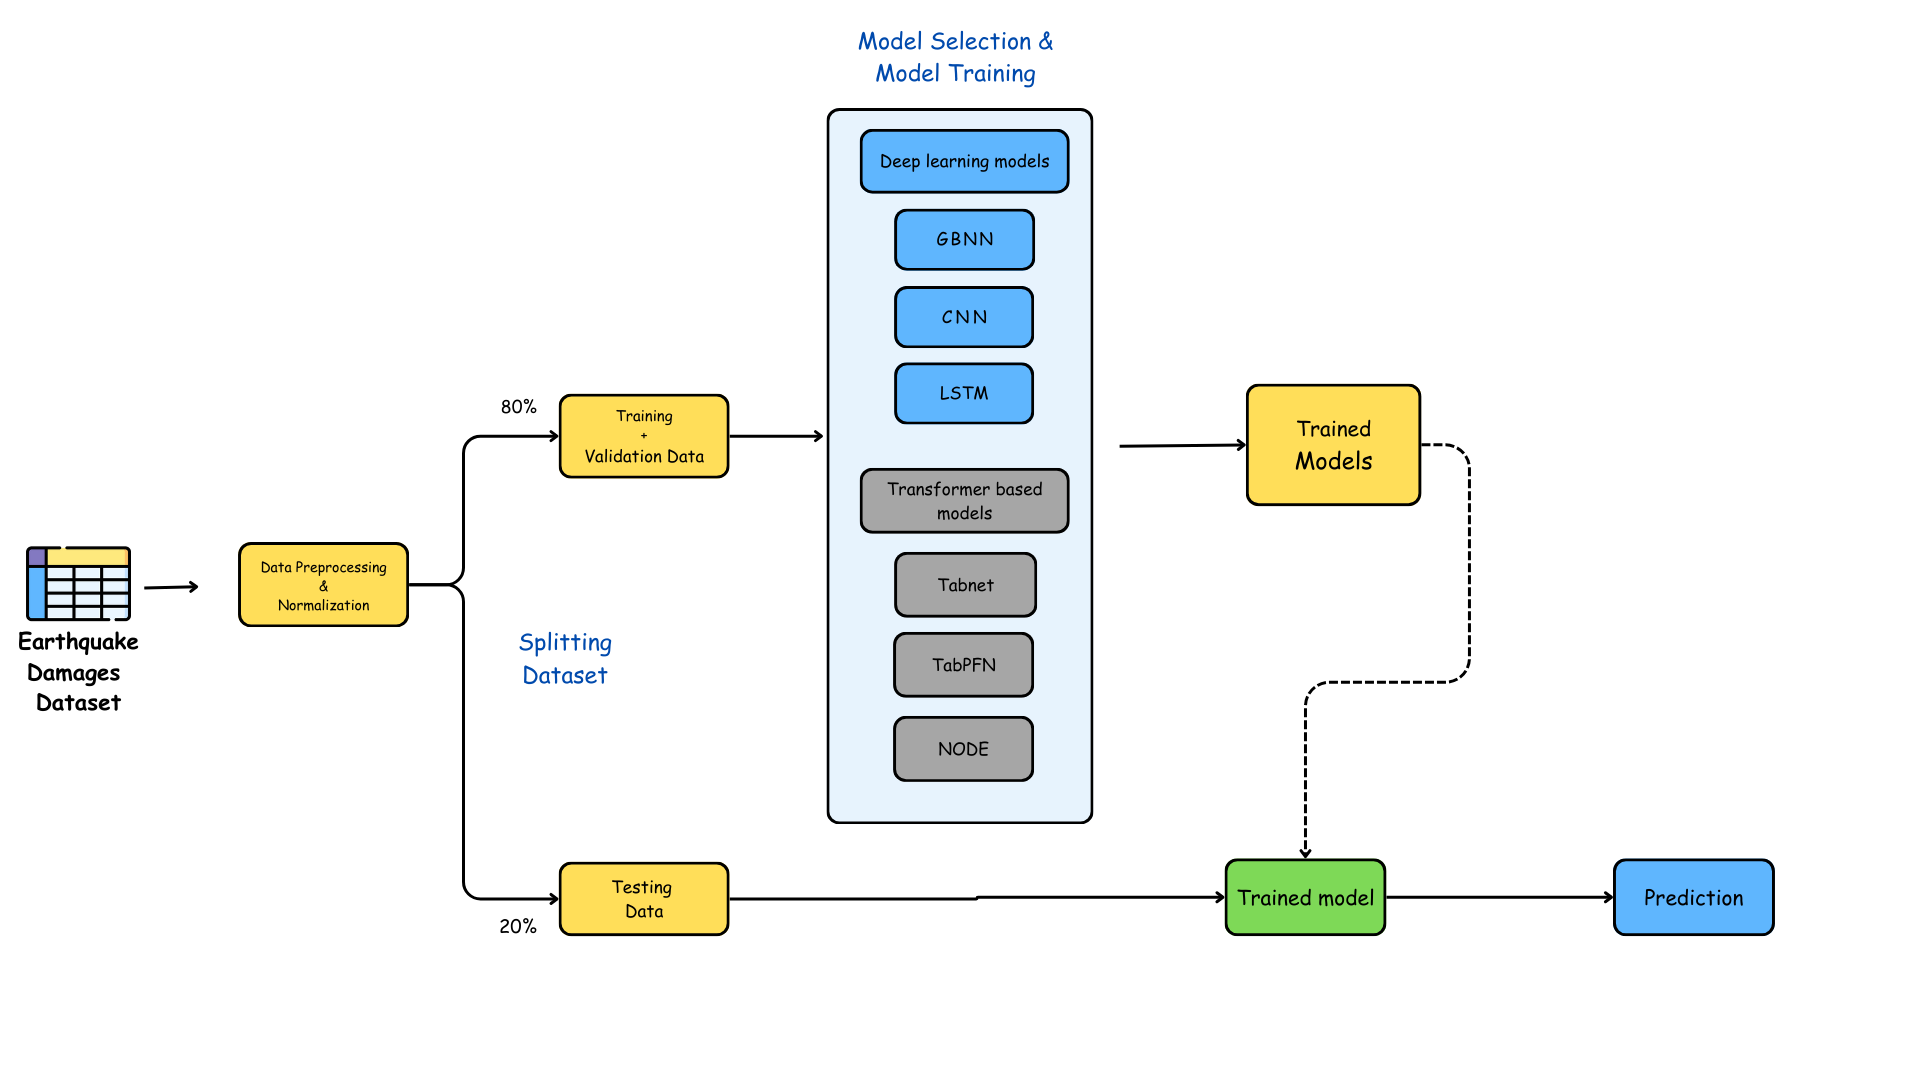 Model Selection &
Model Training
Deep learning models
GBNN
CNN
LSTM
Transformer based
models
Tabnet
TabPFN
NODE
80%
Training
+
Validation Data
Trained
Models
Data Preprocessing
&
Normalization
Earthquake
Damages
Dataset
Splitting
Dataset
20%
Testing
Data
Trained model
Prediction